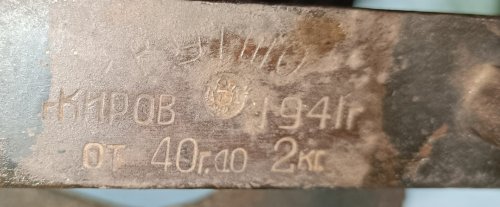 г. КИРОВ 1941г
ОТ 40г. ДО 2кг